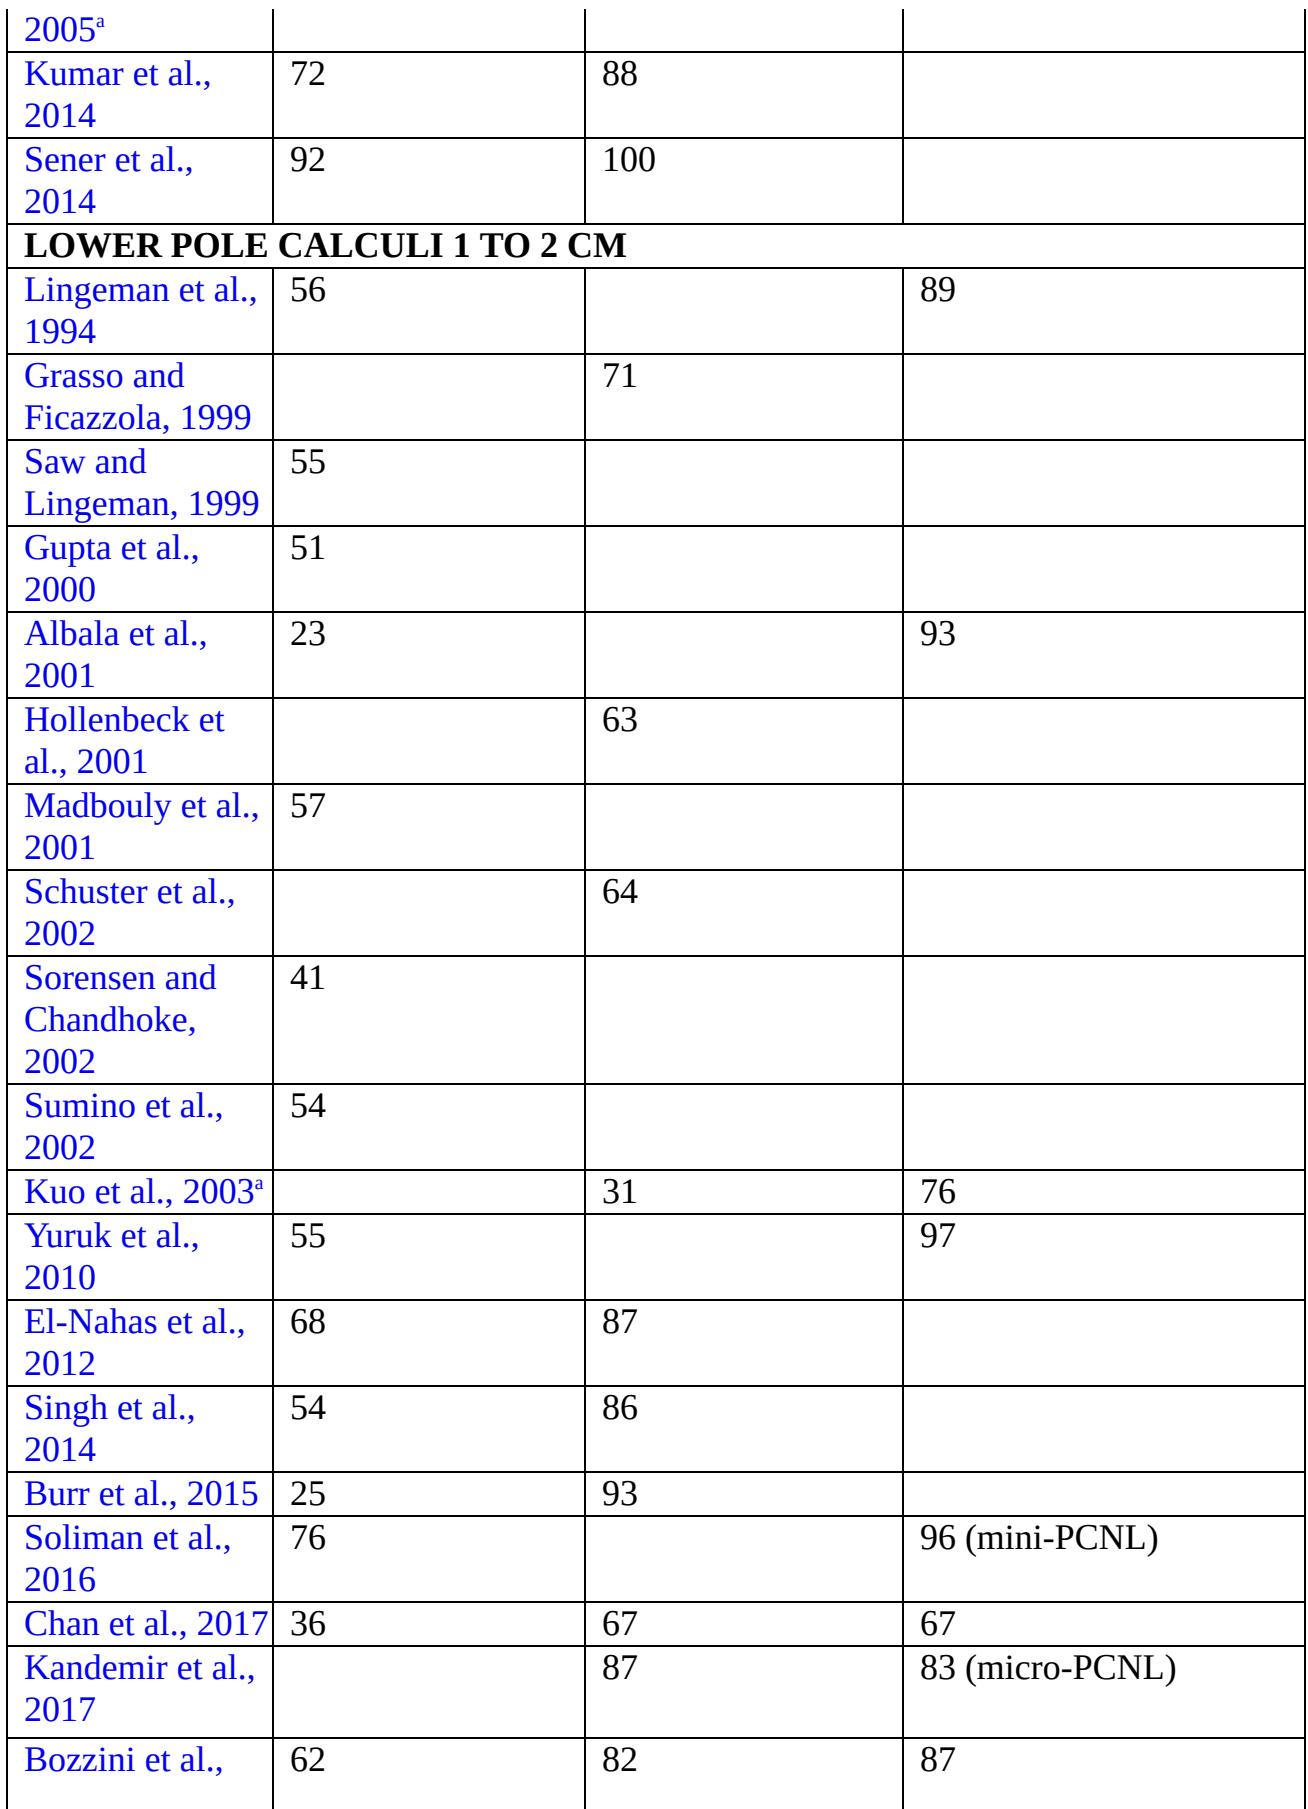 2005ª
Kumar et al., 72 88
2014
Sener et al., 92 100
2014
LOWER POLE CALCULI 1 TO 2 CM
Lingeman et al., 56 89
1994
Grasso and 71
Ficazzola, 1999
Saw and 55
Lingeman, 1999
Gupta et al., 51
2000
Albala et al., 23 93
2001
Hollenbeck et 63
al., 2001
Madbouly et al., 57
2001
Schuster et al., 64
2002
Sorensen and 41
Chandhoke,
2002
Sumino et al., 54
2002
Kuo et al., 2003ª 31 76
Yuruk et al., 55 97
2010
El-Nahas et al., 68 87
2012
Singh et al., 54 86
2014
Burr et al., 2015 25 93
Soliman et al., 76 96 (mini-PCNL)
2016
Chan et al., 2017 36 67 67
Kandemir et al., 87 83 (micro-PCNL)
2017
Bozzini et al., 62 82 87